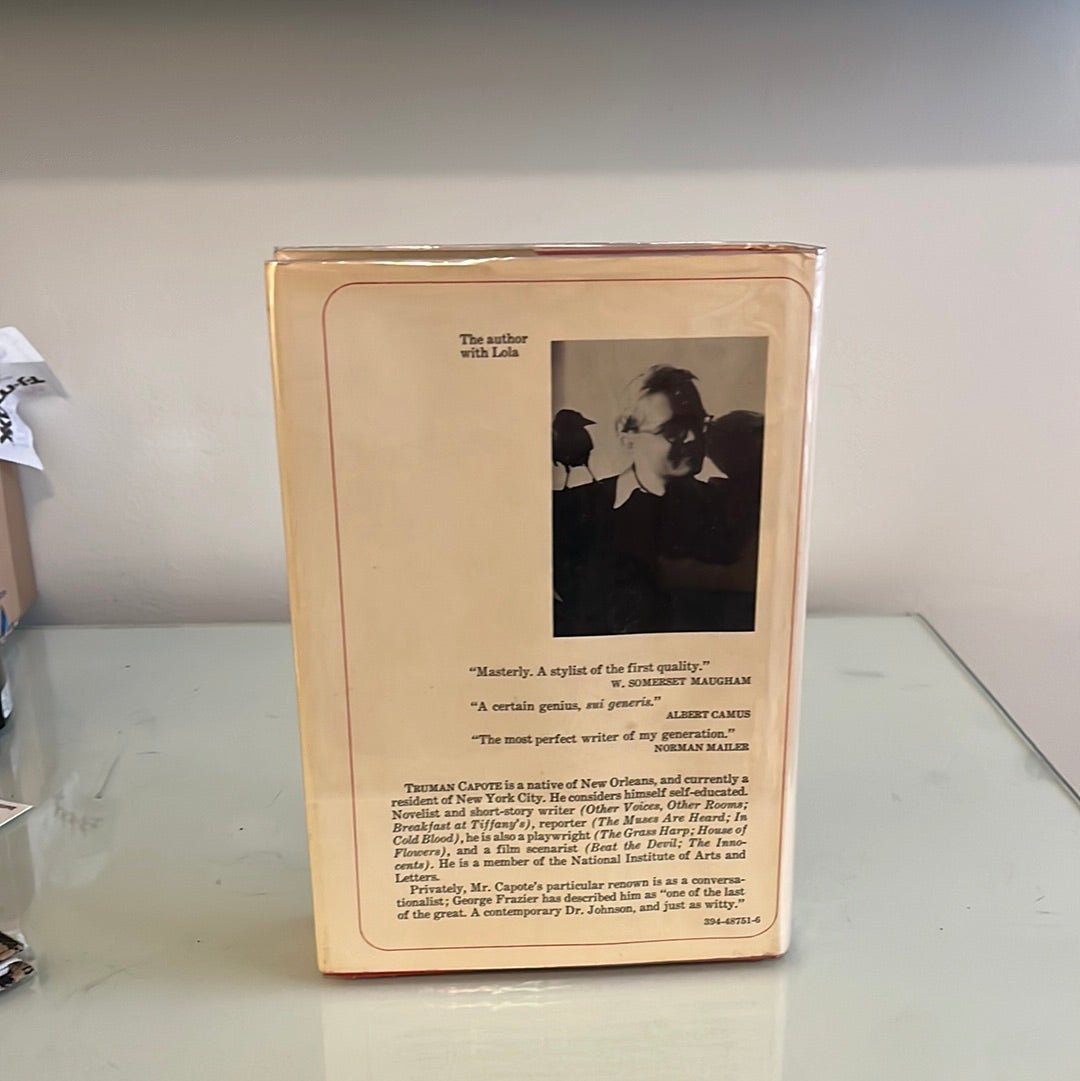 The author
with Lola
“Masterly. A stylist of the first quality.”
W. SOMERSET MAUGHAM
“A certain genius, sui generis.”
ALBERT CAMUS
“The most perfect writer of my generation.”
NORMAN MAILER
TRUMAN CAPOTE is a native of New Orleans, and currently a
resident of New York City. He considers himself self-educated.
Novelist and short-story writer (Other Voices, Other Rooms;
Breakfast at Tiffany's), reporter (The Muses Are Heard; In
Cold Blood), he is also a playwright (The Grass Harp; House of
Flowers), and a film scenarist (Beat the Devil; The Inno-
cents). He is a member of the National Institute of Arts and
Letters.
Privately, Mr. Capote's particular renown is as a conversa-
tionalist; George Frazier has described him as “one of the last
of the great. A contemporary Dr. Johnson, and just as witty.”
394-48751-6